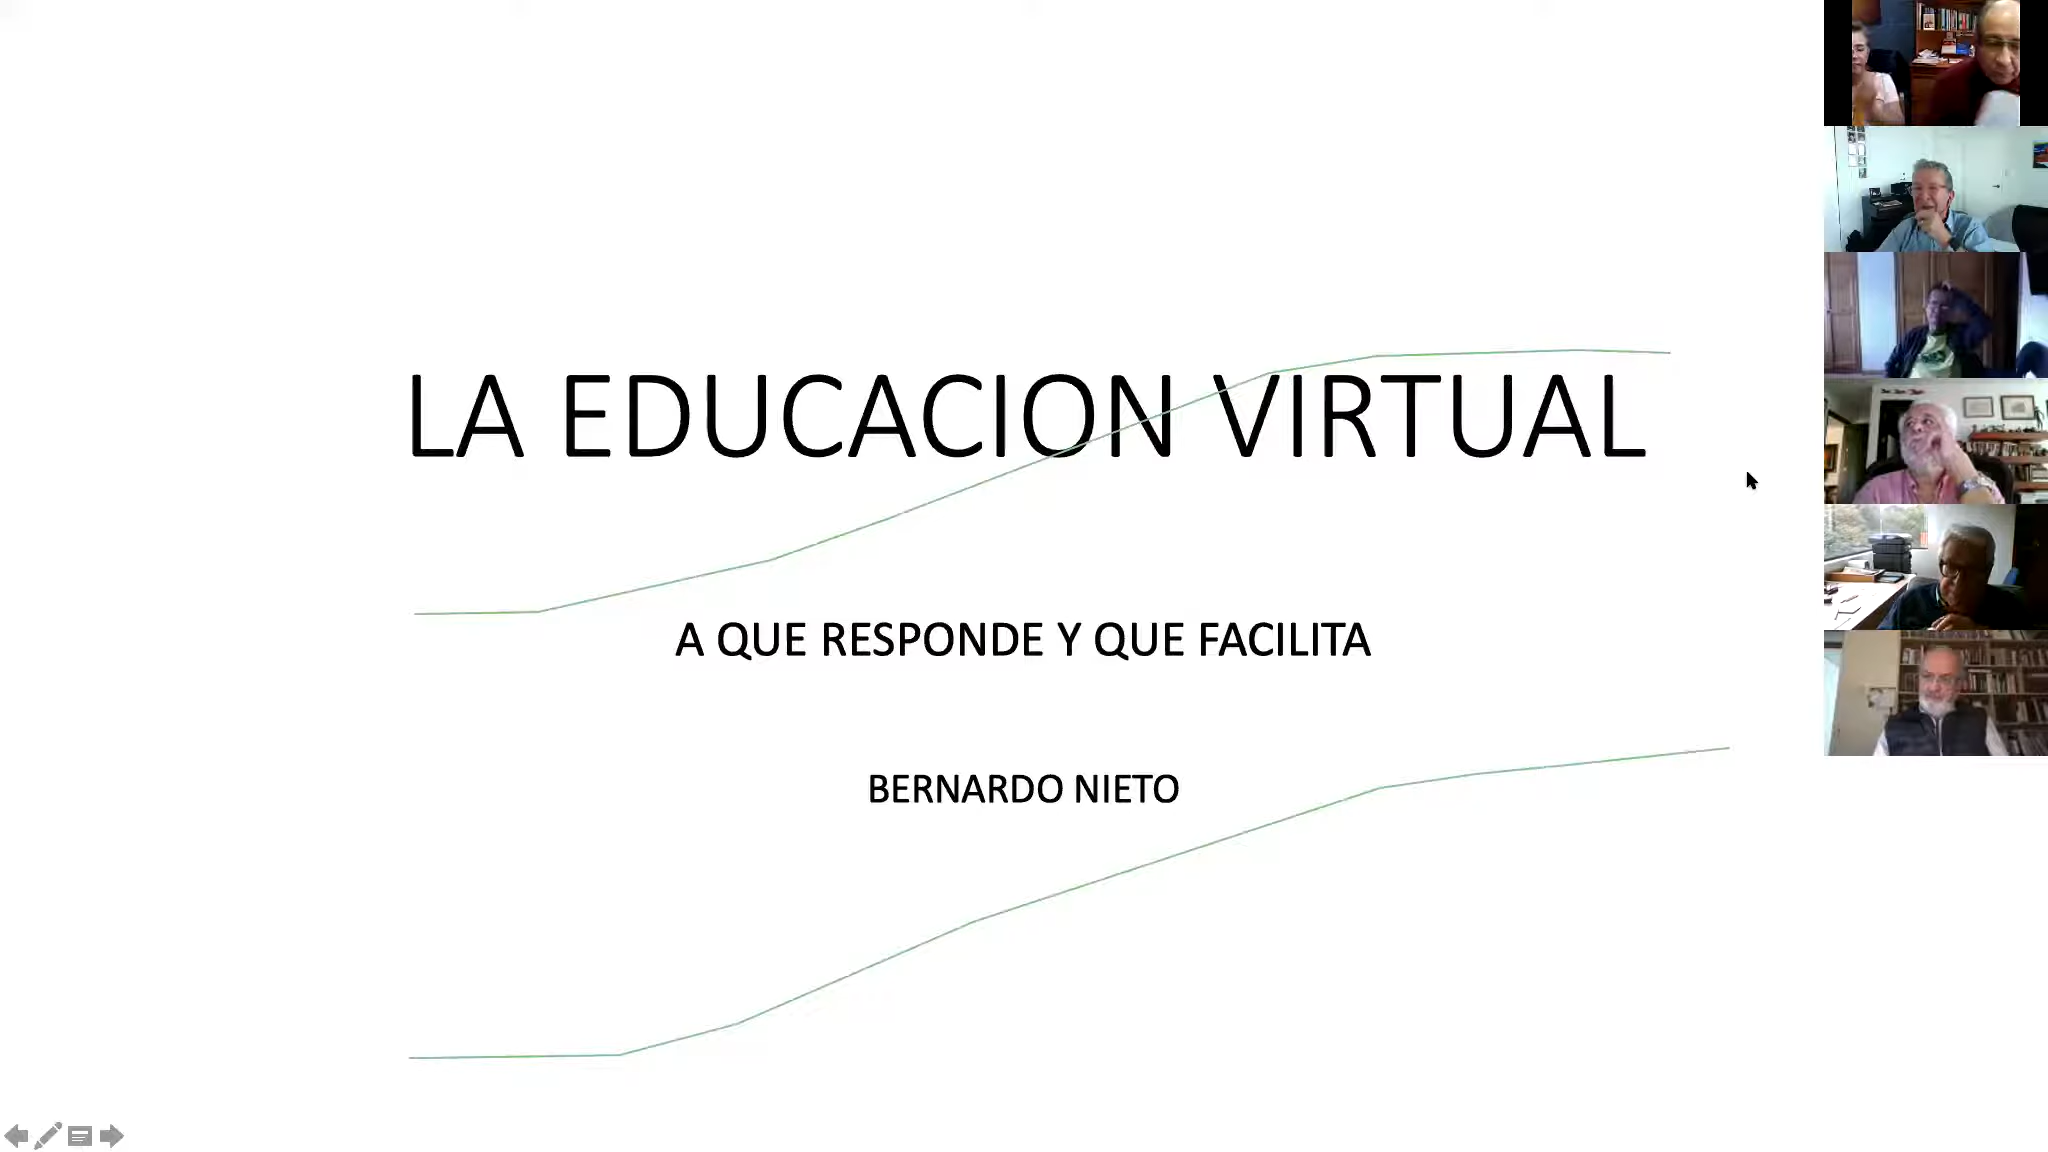 LA EDUCACION VIRTUAL
A QUE RESPONDE Y QUE FACILITA
BERNARDO NIETO